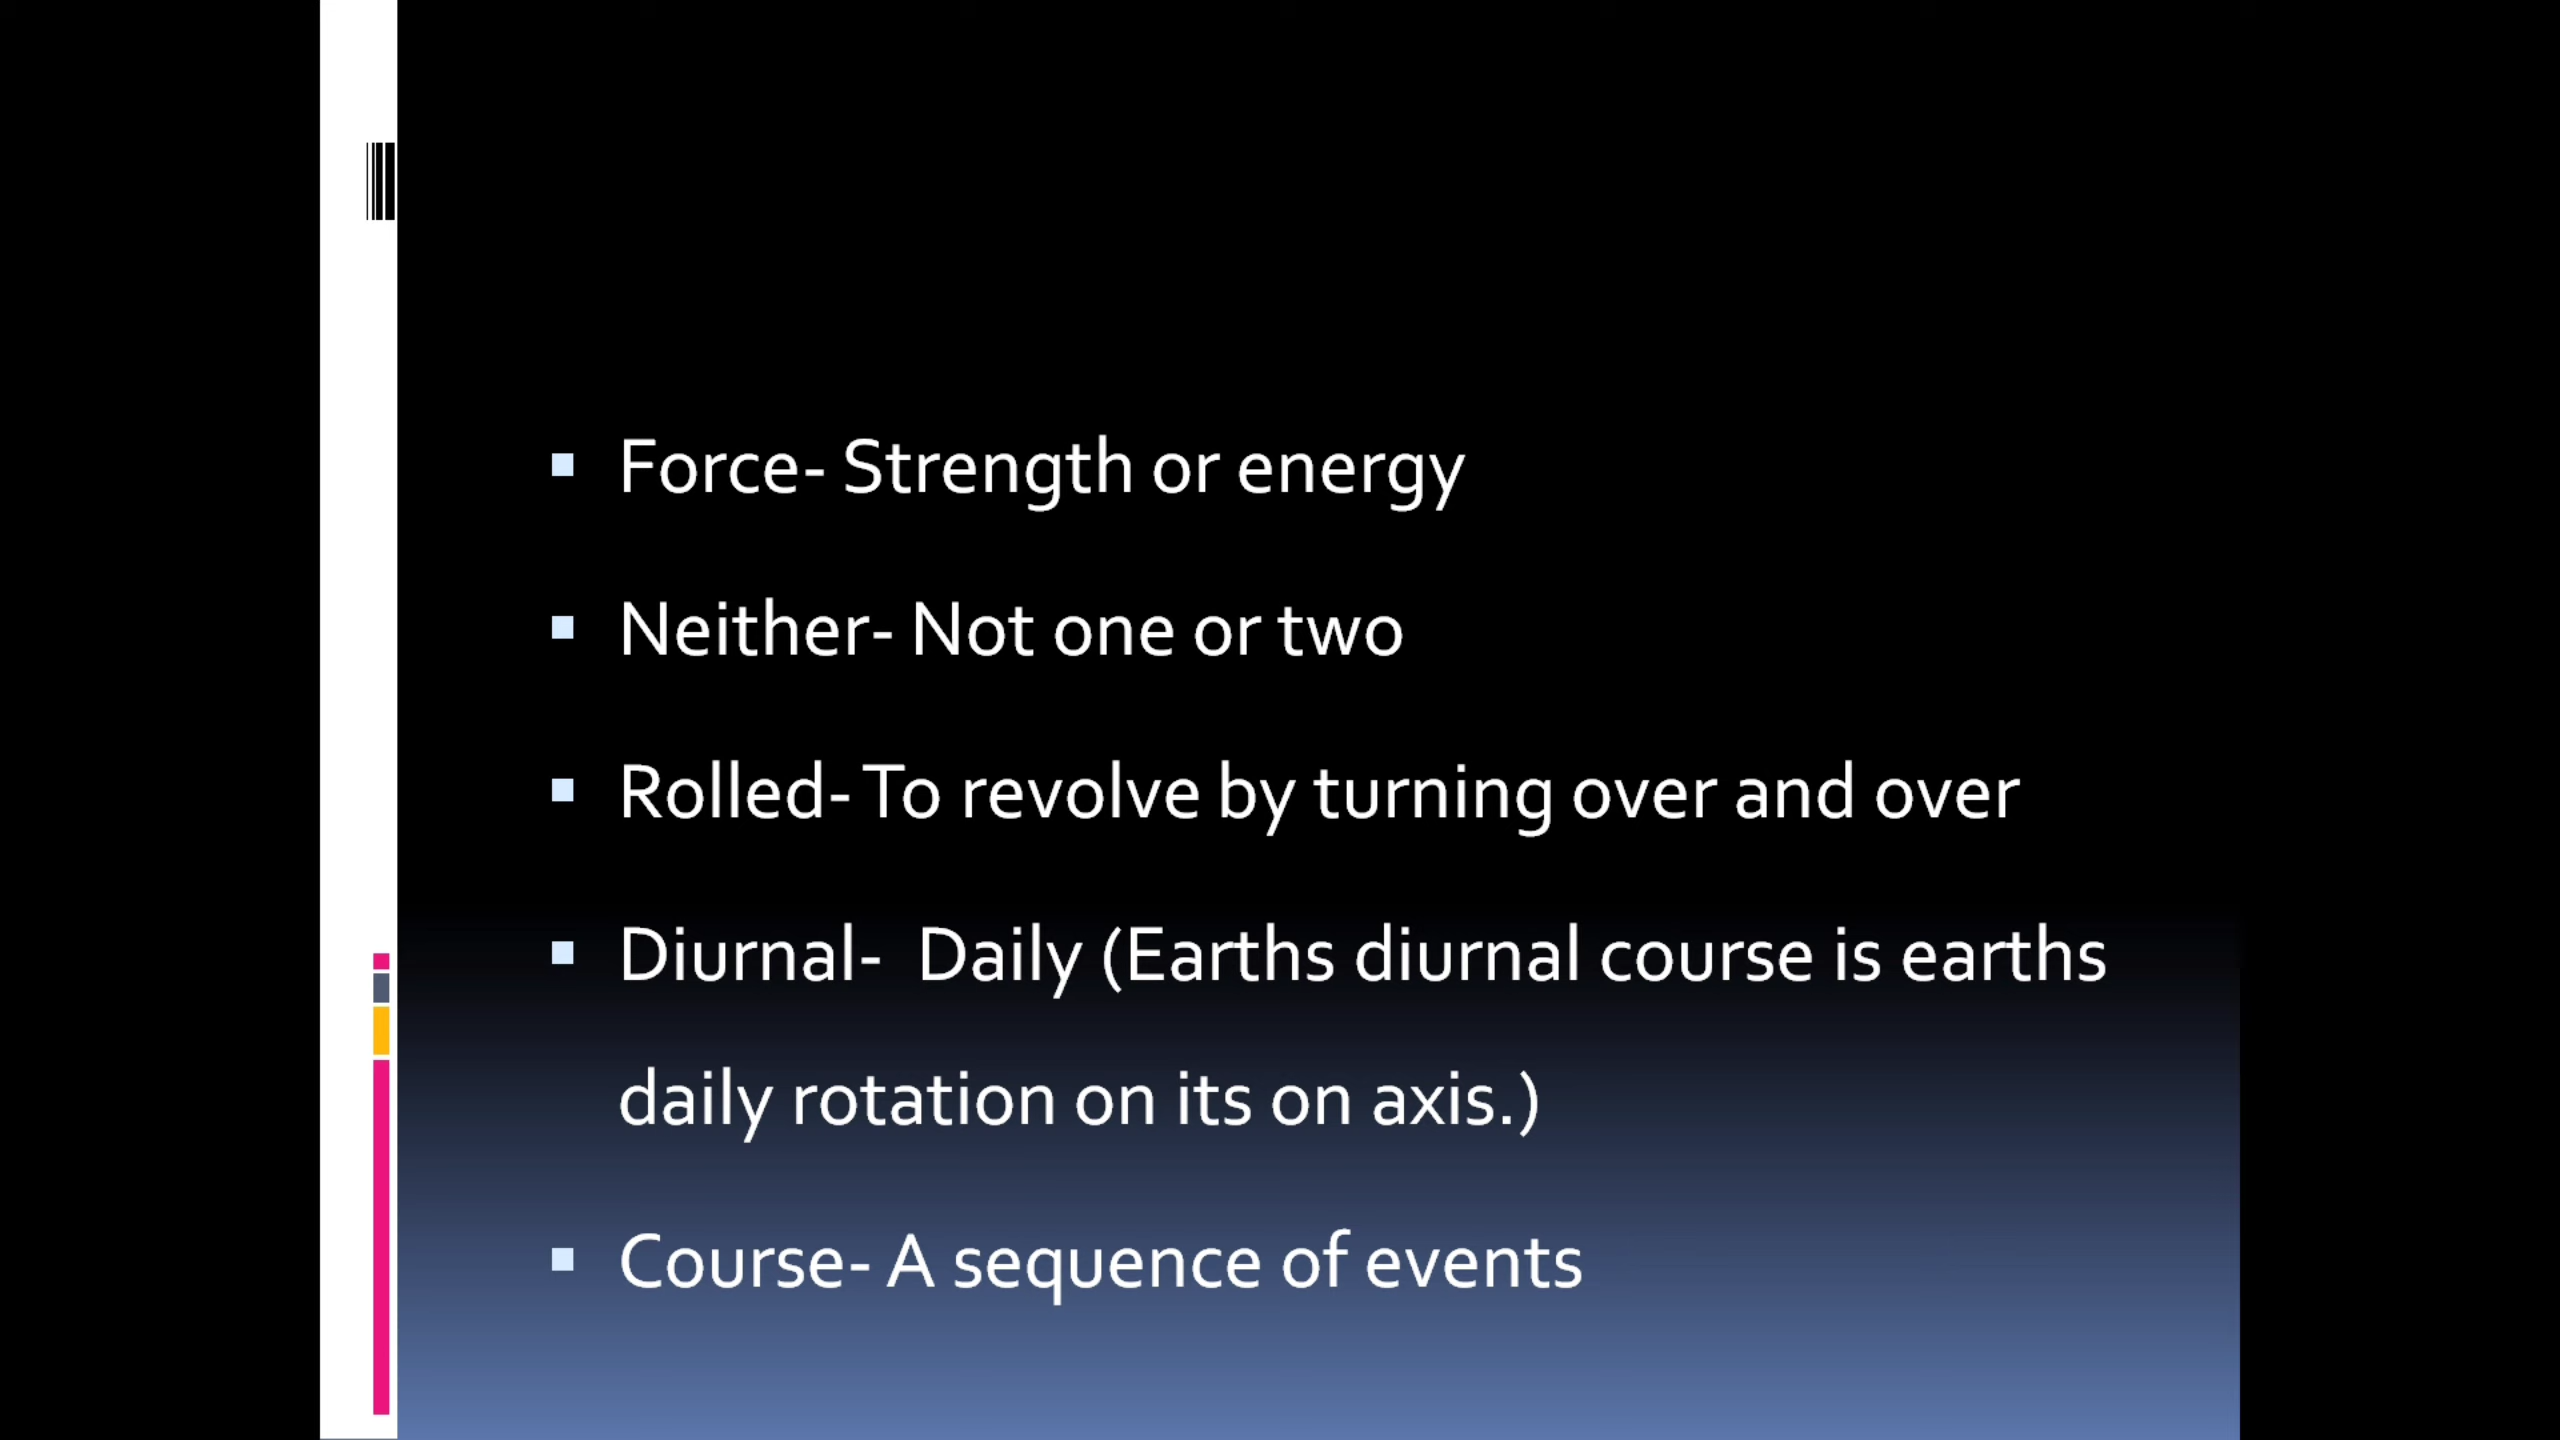 Force- Strength or energy
Neither- Not one or two
Rolled- To revolve by turning over and over
Diurnal-  Daily (Earths diurnal course is earths
daily rotation on its on axis.)
Course- A sequence of events